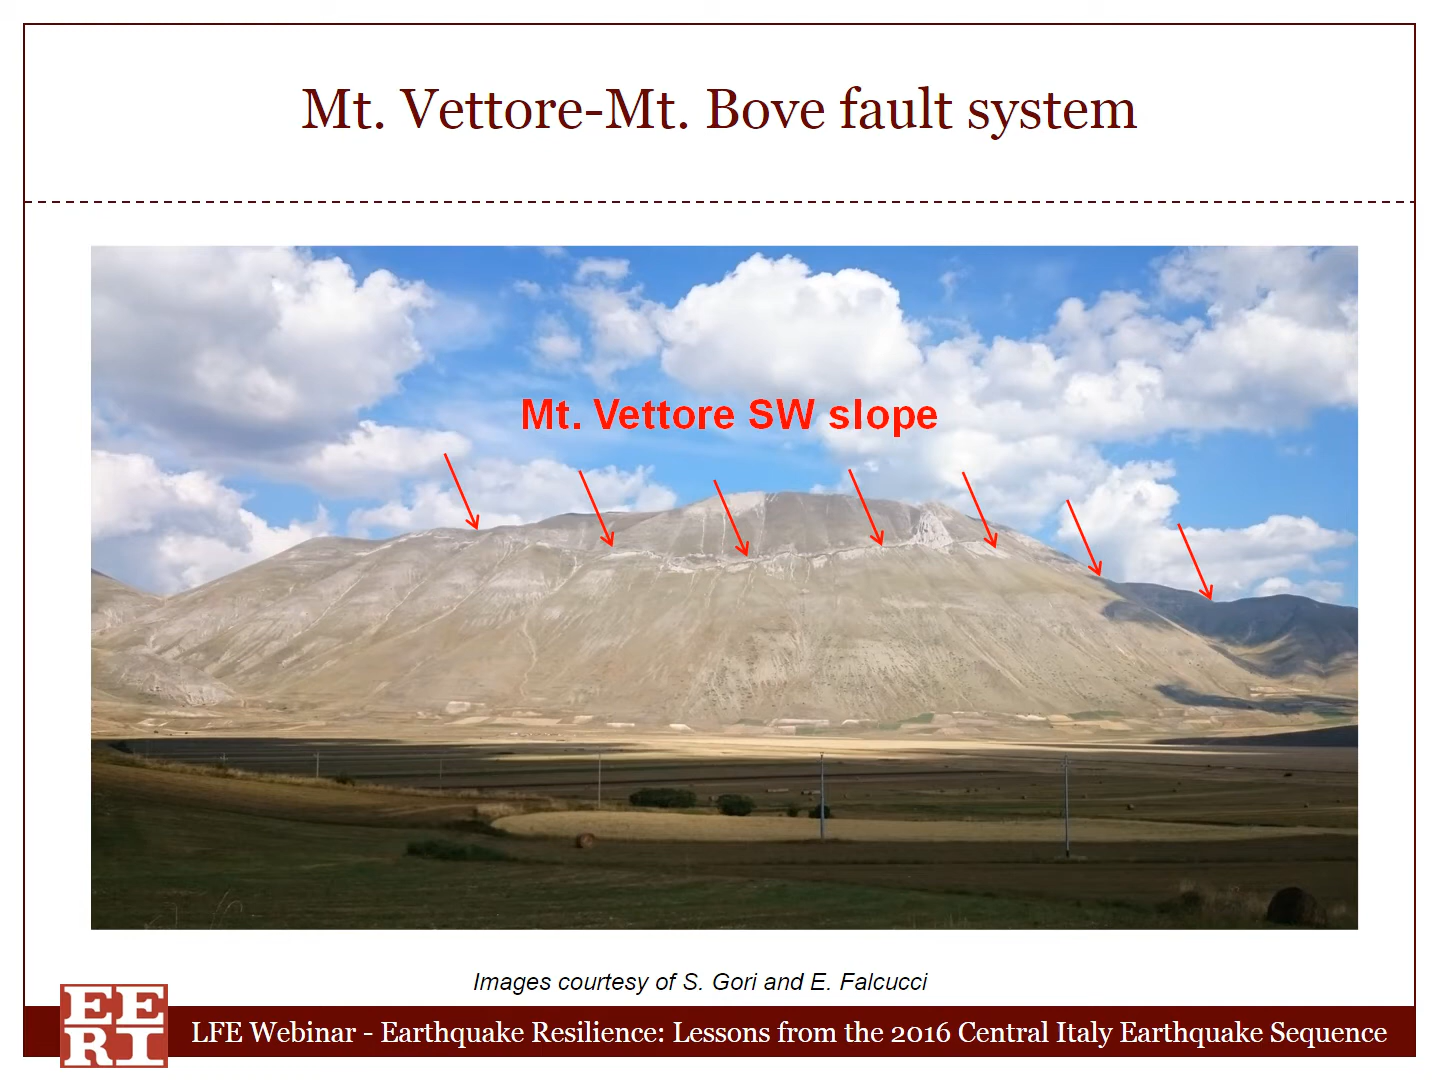 Mt. Vettore-Mt. Bove fault system
Mt. Vettore SW slope
Images courtesy of S. Gori and E. Falcucci
EE
RI
LFE Webinar - Earthquake Resilience: Lessons from the 2016 Central Italy Earthquake Sequence